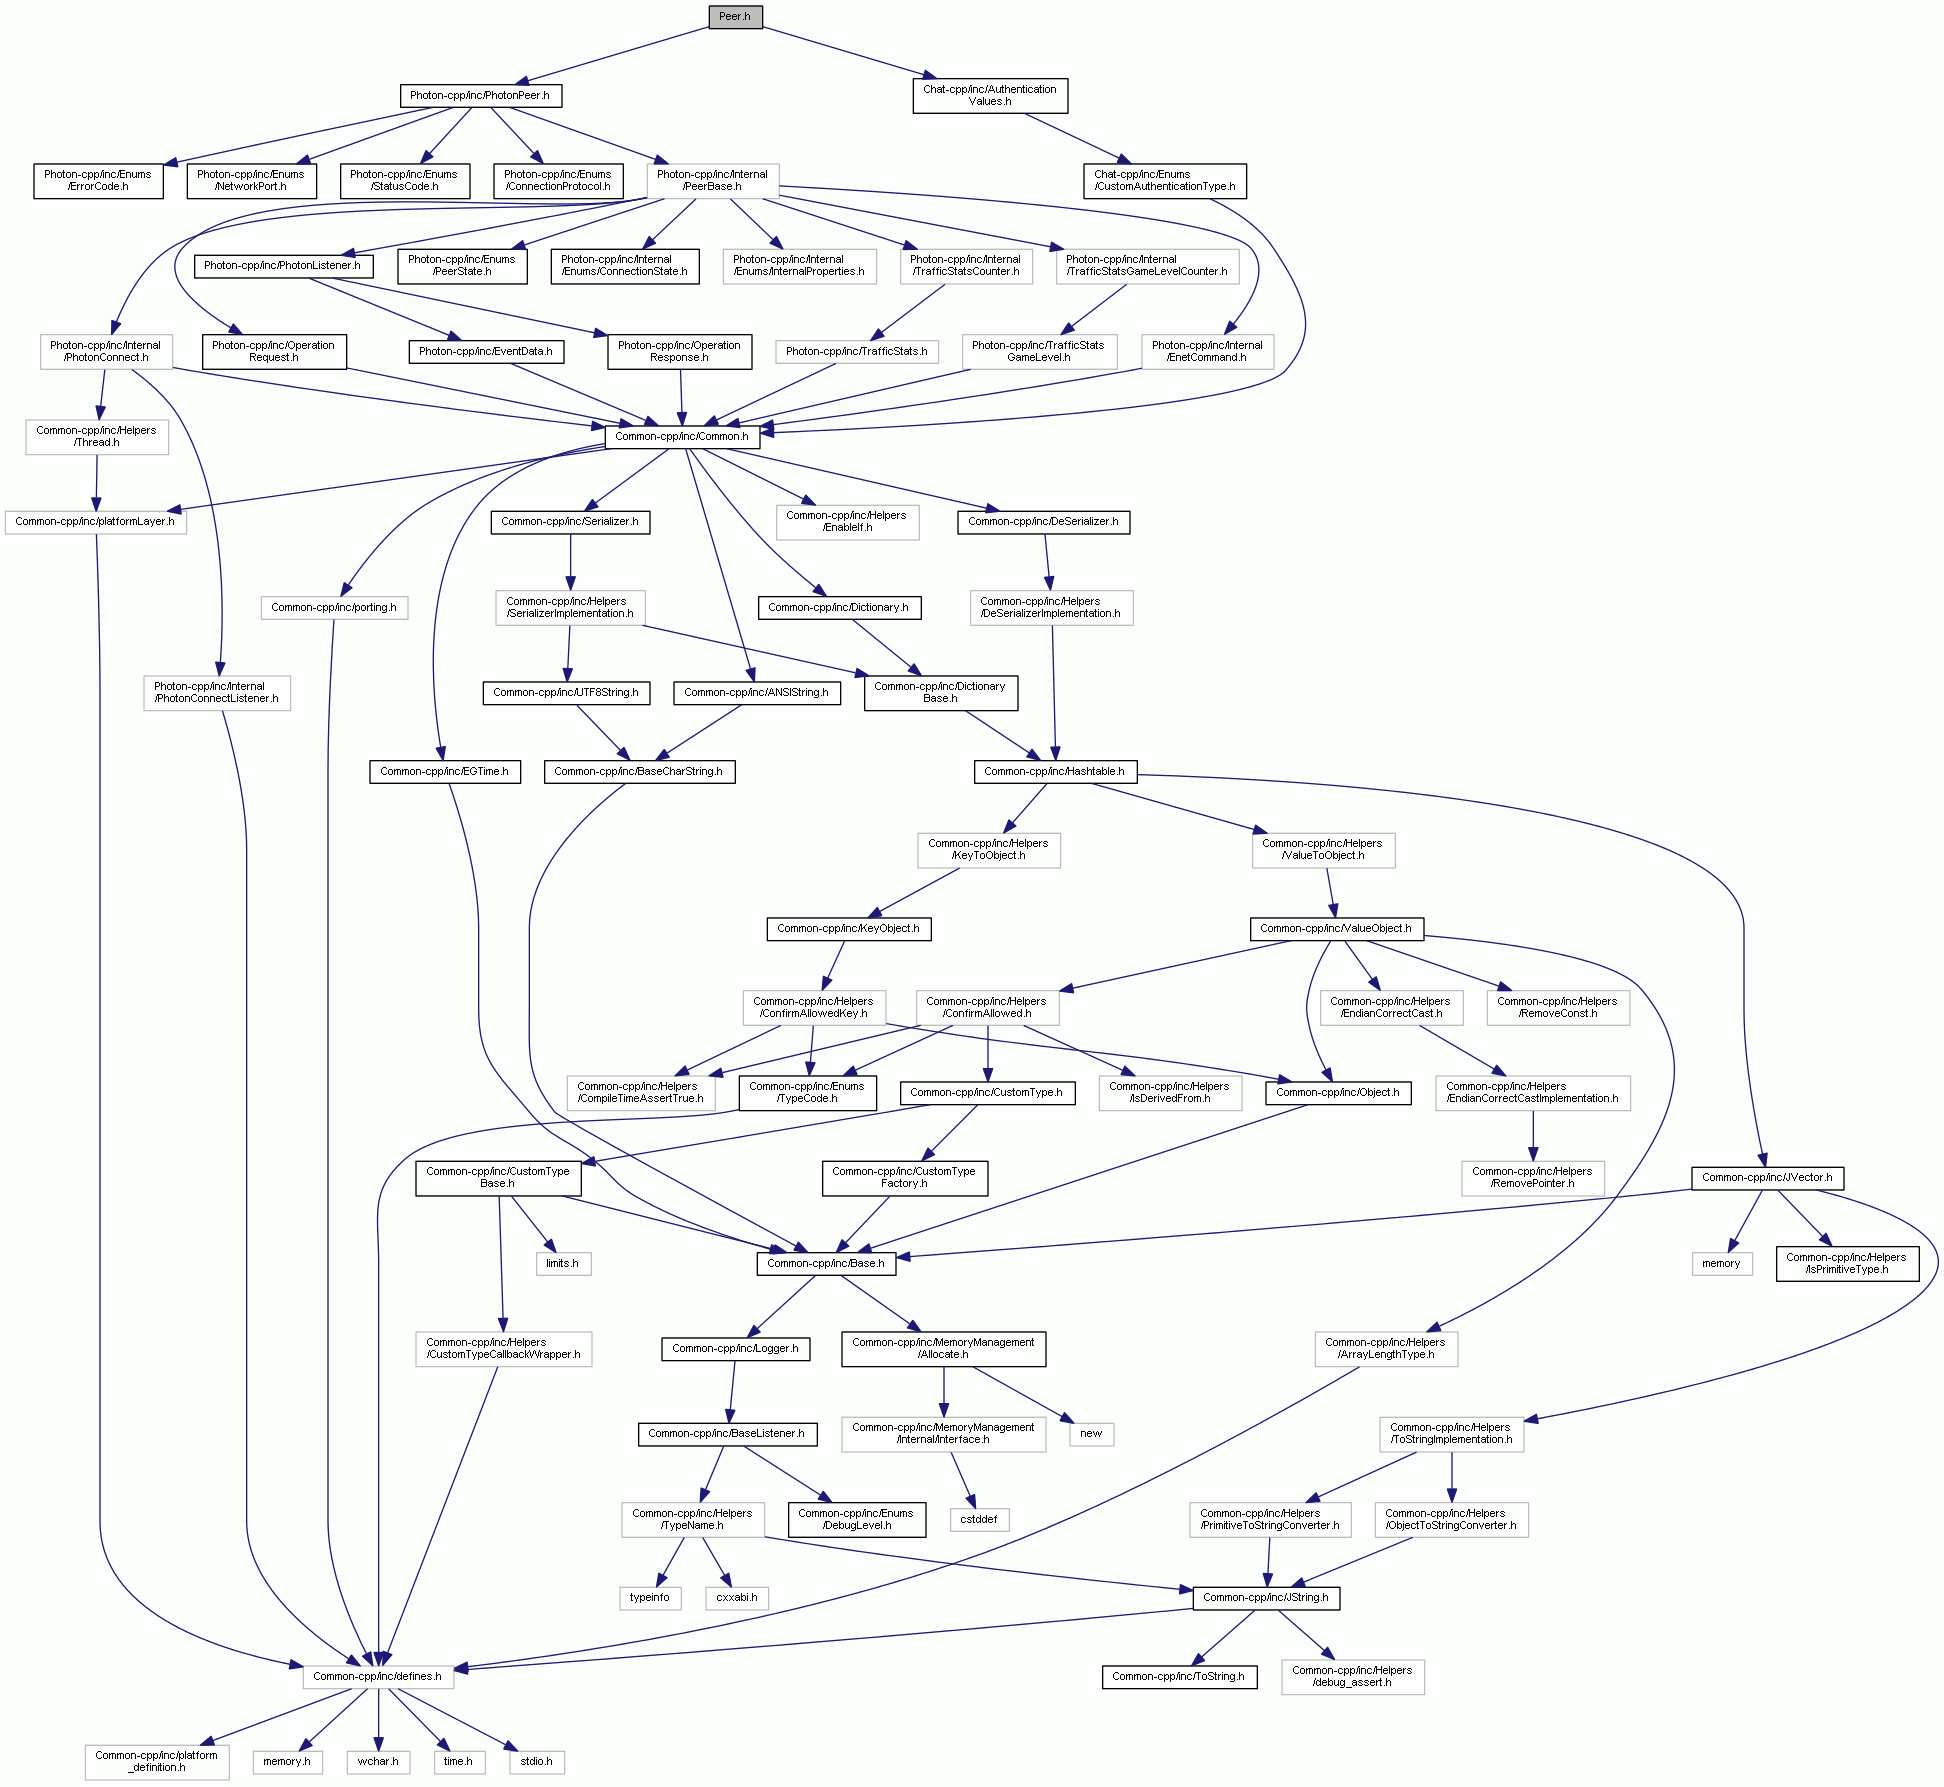 Peer.h
Photon-cpp/inc/PhotonPeer.h
Chat-cpp/inc/Authentication
Values.h
Photon-cpp/inc/Enums
/ErrorCode.h
Photon-cpp/inc/Enums
/NetworkPort.h
Photon-cpp/inc/Enums
/StatusCode.h
Photon-cpp/inc/Enums
/ConnectionProtocol.h
Photon-cpp/inc/Internal
/PeerBase.h
Chat-cpp/inc/Enums
/CustomAuthenticationType.h
Photon-cpp/inc/PhotonListener.h
Photon-cpp/inc/Enums
/PeerState.h
Photon-cpp/inc/Internal
/Enums/ConnectionState.h
Photon-cpp/inc/Internal
/Enums/InternalProperties.h
Photon-cpp/inc/Internal
/TrafficStatsCounter.h
Photon-cpp/inc/Internal
/TrafficStatsGameLevelCounter.h
Photon-cpp/inc/Internal
/PhotonConnect.h
Photon-cpp/inc/Operation
Request.h
Photon-cpp/inc/EventData.h
Photon-cpp/inc/Operation
Response.h
Photon-cpp/inc/TrafficStats.h
Photon-cpp/inc/TrafficStats
GameLevel.h
Photon-cpp/inc/Internal
/EnetCommand.h
Common-cpp/inc/Helpers
/Thread.h
Common-cpp/inc/Common.h
Common-cpp/inc/platformLayer.h
Common-cpp/inc/Serializer.h
Common-cpp/inc/Helpers
/EnableIf.h
Common-cpp/inc/DeSerializer.h
Common-cpp/inc/porting.h
Common-cpp/inc/Helpers
/SerializerImplementation.h
Common-cpp/inc/Dictionary.h
Common-cpp/inc/Helpers
/DeSerializerImplementation.h
Photon-cpp/inc/Internal
/PhotonConnectListener.h
Common-cpp/inc/UTF8String.h
Common-cpp/inc/ANSIString.h
Common-cpp/inc/Dictionary
Base.h
Common-cpp/inc/EGTime.h
Common-cpp/inc/BaseCharString.h
Common-cpp/inc/Hashtable.h
Common-cpp/inc/Helpers
/KeyToObject.h
Common-cpp/inc/Helpers
/ValueToObject.h
Common-cpp/inc/KeyObject.h
Common-cpp/inc/ValueObject.h
Common-cpp/inc/Helpers
/ConfirmAllowedKey.h
Common-cpp/inc/Helpers
/ConfirmAllowed.h
Common-cpp/inc/Helpers
/EndianCorrectCast.h
Common-cpp/inc/Helpers
/RemoveConst.h
Common-cpp/inc/Helpers
/CompileTimeAssertTrue.h
Common-cpp/inc/Enums
/TypeCode.h
Common-cpp/inc/CustomType.h
Common-cpp/inc/Helpers
/IsDerivedFrom.h
Common-cpp/inc/Object.h
Common-cpp/inc/Helpers
/EndianCorrectCastImplementation.h
Common-cpp/inc/CustomType
Base.h
Common-cpp/inc/CustomType
Factory.h
Common-cpp/inc/Helpers
/RemovePointer.h
Common-cpp/inc/JVector.h
limits.h
Common-cpp/inc/Base.h
memory
Common-cpp/inc/Helpers
/IsPrimitiveType.h
Common-cpp/inc/Helpers
/CustomTypeCallbackWrapper.h
Common-cpp/inc/Logger.h
Common-cpp/inc/MemoryManagement
/Allocate.h
Common-cpp/inc/Helpers
/ArrayLengthType.h
Common-cpp/inc/BaseListener.h
Common-cpp/inc/MemoryManagement
/Internal/Interface.h
new
Common-cpp/inc/Helpers
/ToStringImplementation.h
Common-cpp/inc/Helpers
/TypeName.h
Common-cpp/inc/Enums
/DebugLevel.h
cstddef
Common-cpp/inc/Helpers
/PrimitiveToStringConverter.h
Common-cpp/inc/Helpers
/ObjectToStringConverter.h
typeinfo
cxxabi.h
Common-cpp/inc/JString.h
Common-cpp/inc/defines.h
Common-cpp/inc/ToString.h
Common-cpp/inc/Helpers
/debug_assert.h
Common-cpp/inc/platform
_definition.h
memory.h
wchar.h
time.h
stdio.h